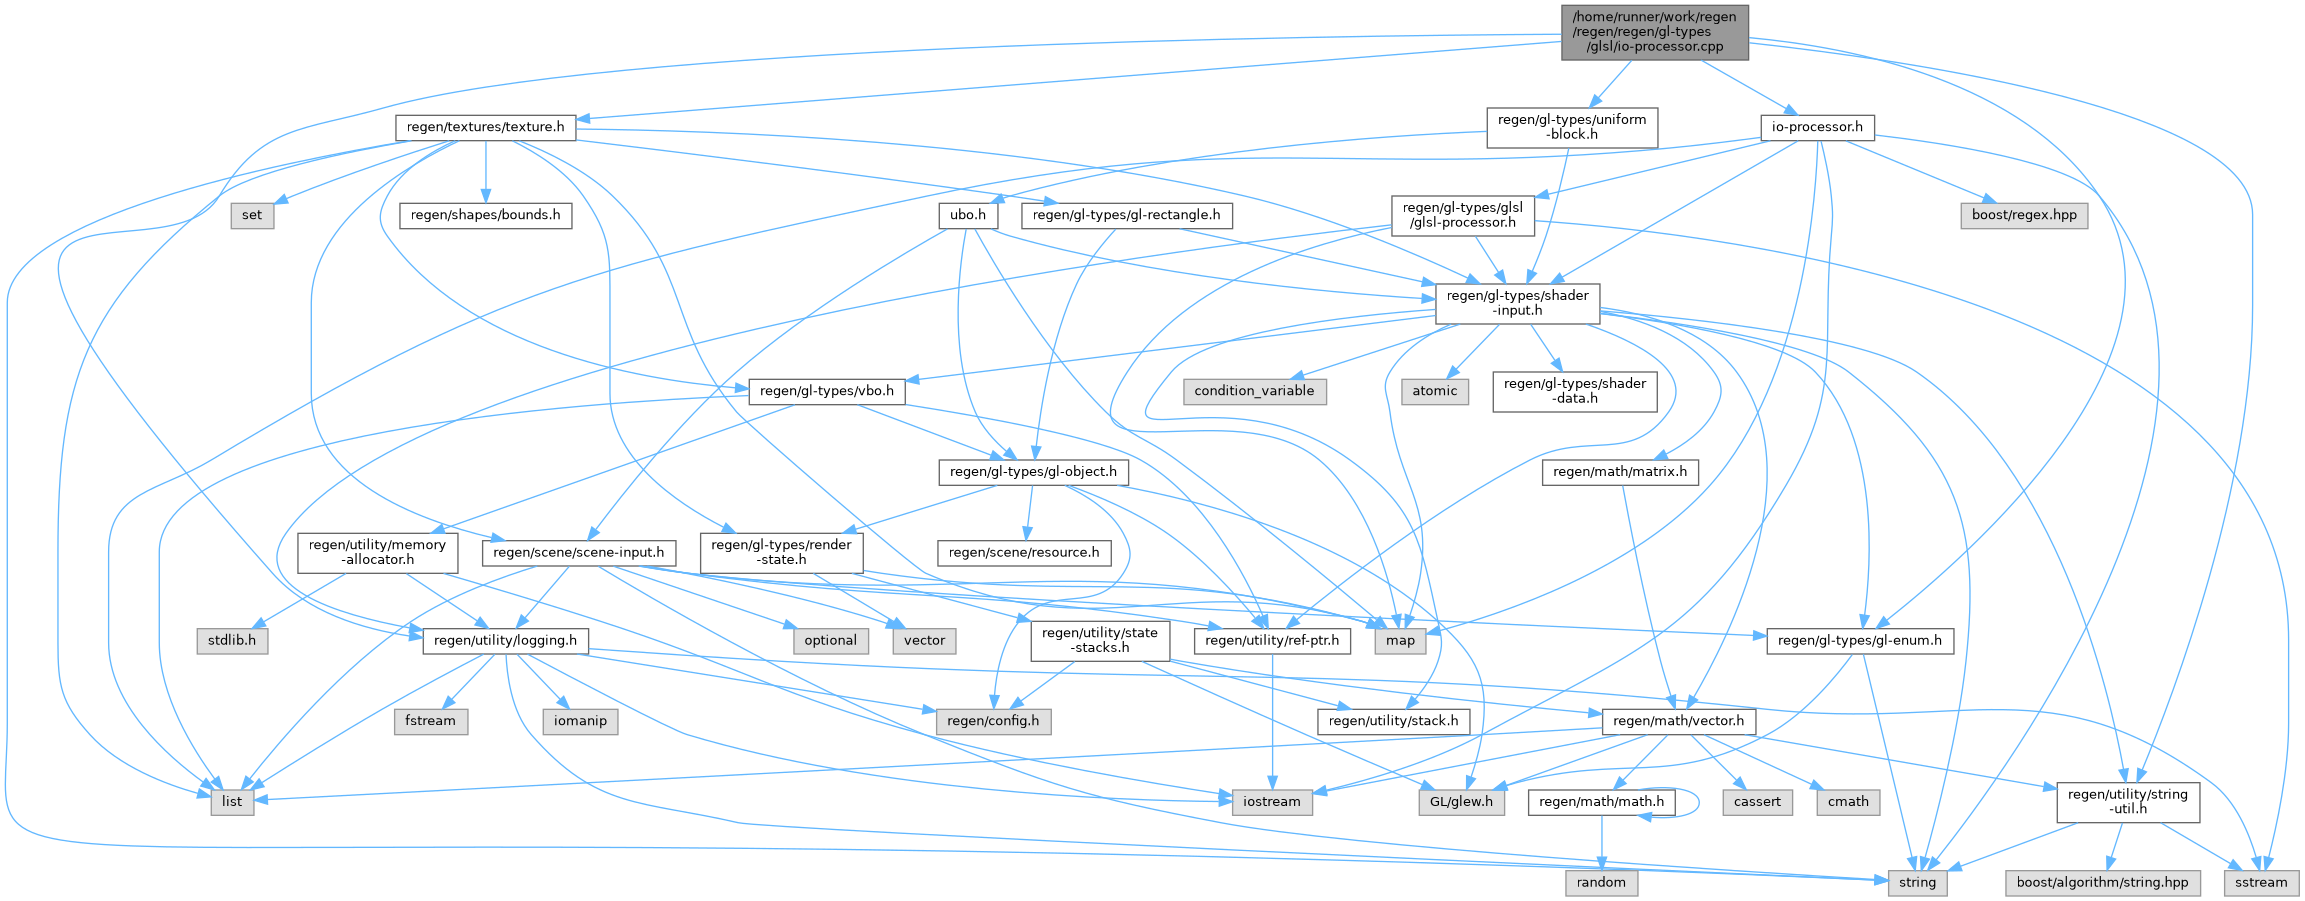 /home/runner/work/regen
/regen/regen/gl-types
/glsl/io-processor.cpp
regen/textures/texture.h
regen/gl-types/uniform
-block.h
io-processor.h
set
regen/shapes/bounds.h
ubo.h
regen/gl-types/gl-rectangle.h
regen/gl-types/glsl
/glsl-processor.h
boost/regex.hpp
regen/gl-types/shader
-input.h
regen/gl-types/vbo.h
condition_variable
atomic
regen/gl-types/shader
-data.h
regen/gl-types/gl-object.h
regen/math/matrix.h
regen/utility/memory
-allocator.h
regen/scene/scene-input.h
regen/gl-types/render
-state.h
regen/scene/resource.h
stdlib.h
regen/utility/logging.h
optional
vector
regen/utility/state
-stacks.h
regen/utility/ref-ptr.h
map
regen/gl-types/gl-enum.h
fstream
iomanip
regen/config.h
regen/utility/stack.h
regen/math/vector.h
list
iostream
GL/glew.h
regen/math/math.h
cassert
cmath
regen/utility/string
-util.h
random
string
boost/algorithm/string.hpp
sstream